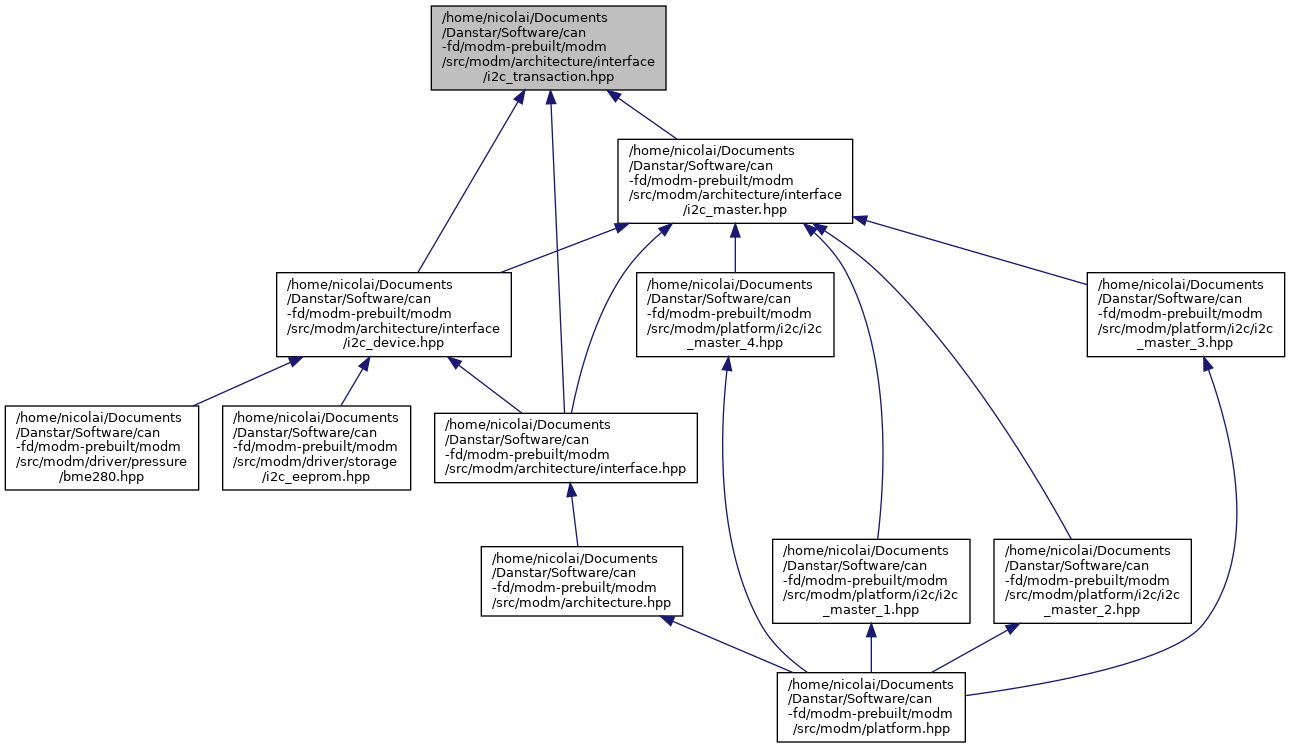 /home/nicolai/Documents
/Danstar/Software/can
-fd/modm-prebuilt/modm
/src/modm/architecture/interface
/i2c_transaction.hpp
/home/nicolai/Documents
/Danstar/Software/can
-fd/modm-prebuilt/modm
/src/modm/architecture/interface
/i2c_master.hpp
/home/nicolai/Documents
/Danstar/Software/can
-fd/modm-prebuilt/modm
/src/modm/architecture/interface
/i2c_device.hpp
/home/nicolai/Documents
/Danstar/Software/can
-fd/modm-prebuilt/modm
/src/modm/platform/i2c/i2c
_master_4.hpp
/home/nicolai/Documents
/Danstar/Software/can
-fd/modm-prebuilt/modm
/src/modm/platform/i2c/i2c
_master_3.hpp
/home/nicolai/Documents
/Danstar/Software/can
-fd/modm-prebuilt/modm
/src/modm/driver/pressure
/bme280.hpp
/home/nicolai/Documents
/Danstar/Software/can
-fd/modm-prebuilt/modm
/src/modm/driver/storage
/i2c_eeprom.hpp
/home/nicolai/Documents
/Danstar/Software/can
-fd/modm-prebuilt/modm
/src/modm/architecture/interface.hpp
/home/nicolai/Documents
/Danstar/Software/can
-fd/modm-prebuilt/modm
/src/modm/architecture.hpp
/home/nicolai/Documents
/Danstar/Software/can
-fd/modm-prebuilt/modm
/src/modm/platform/i2c/i2c
_master_1.hpp
/home/nicolai/Documents
/Danstar/Software/can
-fd/modm-prebuilt/modm
/src/modm/platform/i2c/i2c
_master_2.hpp
/home/nicolai/Documents
/Danstar/Software/can
-fd/modm-prebuilt/modm
/src/modm/platform.hpp